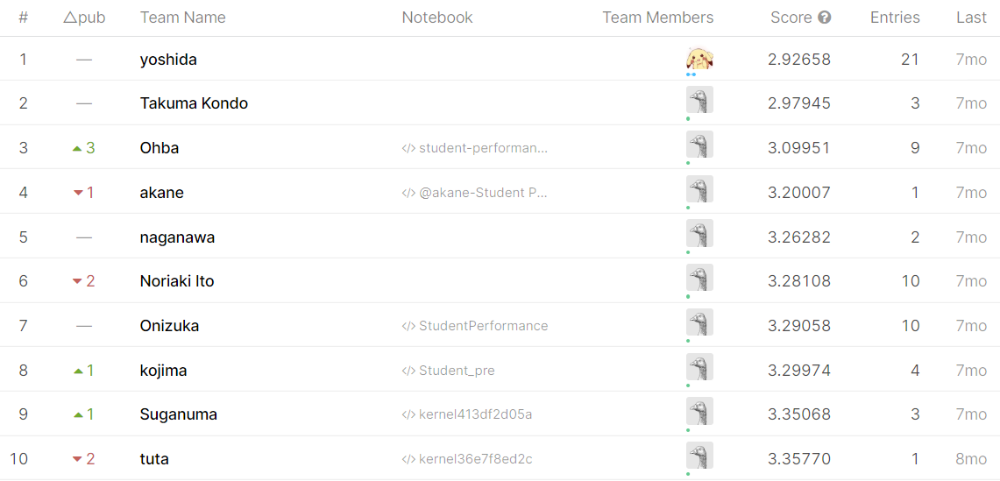 # △pub Team Name Notebook Team Members Score ? Entries Last
1 — yoshida 2.92658 21 7mo
2 — Takuma Kondo 2.97945 3 7mo
3 ▲ 3 Ohba </> student-performan... 3.09951 9 7mo
4 ▼ 1 akane </> @akane-Student P... 3.20007 1 7mo
5 — naganawa 3.26282 2 7mo
6 ▼ 2 Noriaki Ito 3.28108 10 7mo
7 — Onizuka </> StudentPerformance 3.29058 10 7mo
8 ▲ 1 kojima </> Student_pre 3.29974 4 7mo
9 ▲ 1 Suganuma </> kernel413df2d05a 3.35068 3 7mo
10 ▼ 2 tuta </> kernel36e7f8ed2c 3.35770 1 8mo